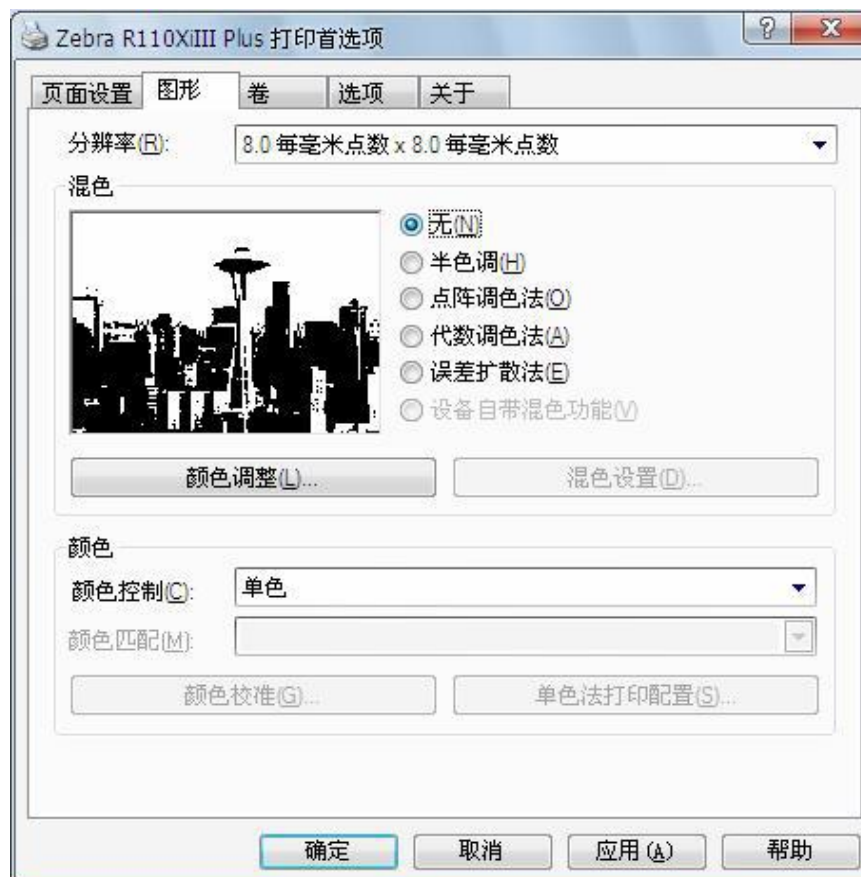 Zebra R110XiIII Plus 打印首选项
页面设置 图形 卷 选项 关于
分辨率(R): 8.0 每毫米点数 x 8.0 每毫米点数
混色
无(N)
半色调(H)
点阵调色法(O)
代数调色法(A)
误差扩散法(E)
设备自带混色功能(V)
颜色调整(L)... 混色设置(D)...
颜色
颜色控制(C): 单色
颜色匹配(M):
颜色校准(G)... 单色法打印配置(S)...
确定 取消 应用 (A) 帮助